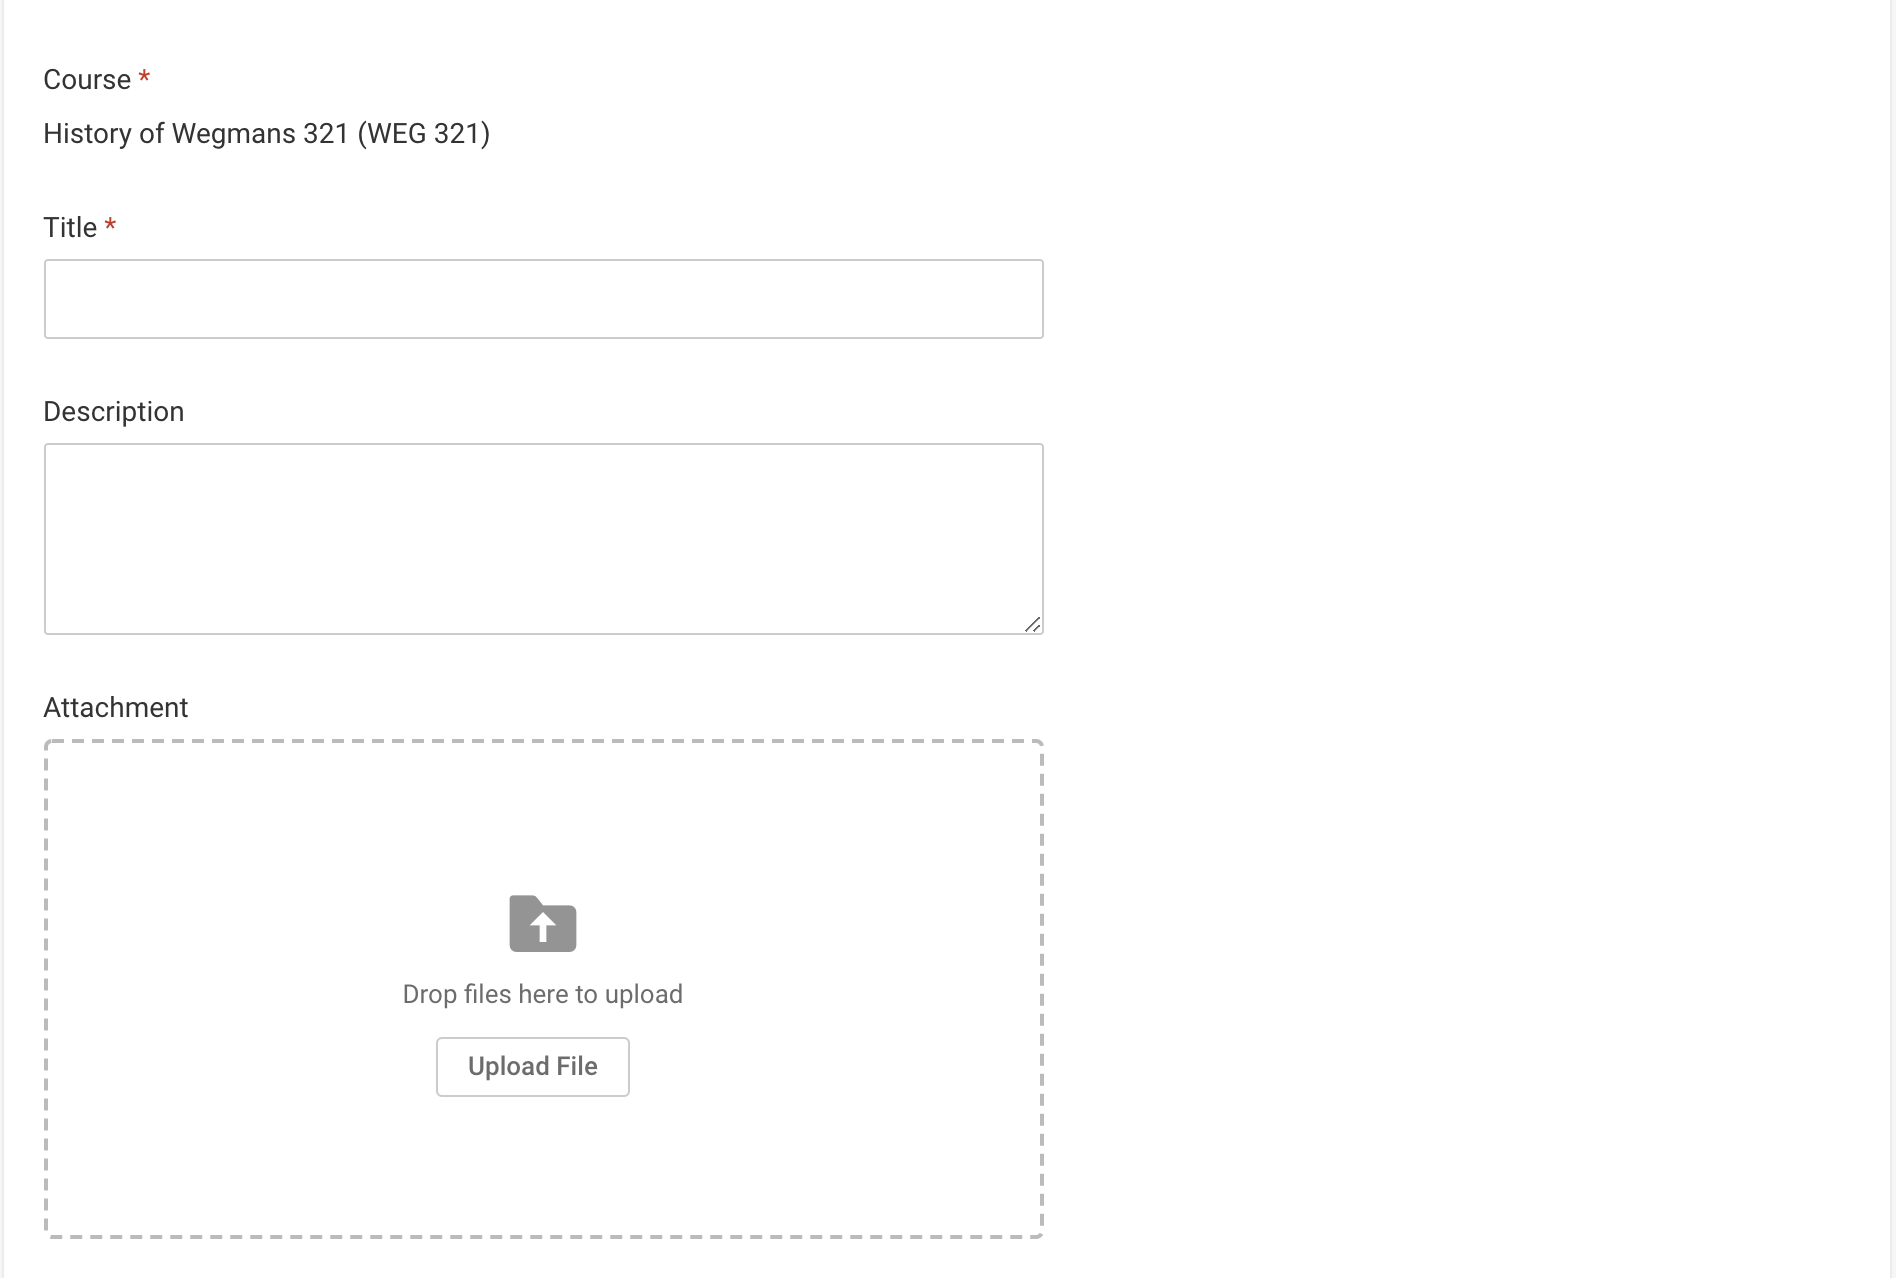 Course *
History of Wegmans 321 (WEG 321)
Title *
Description
Attachment
Drop files here to upload
Upload File